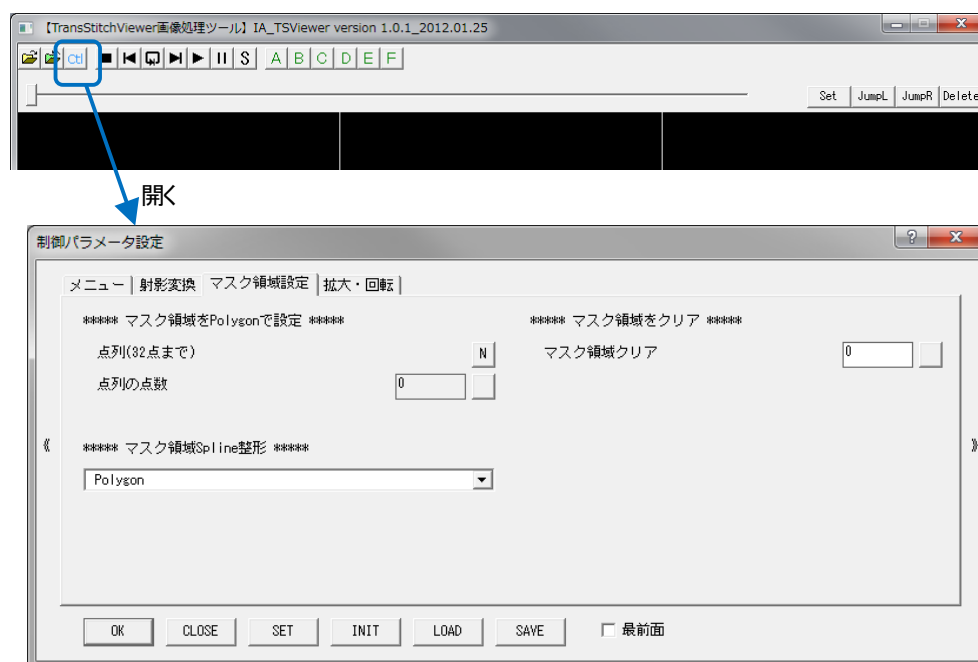 【TransStitchViewer画像処理ツール】IA_TSViewer version 1.0.1_2012.01.25
Ctl S A B C D E F
Set JumpL JumpR Delete
開く
制御パラメータ設定
メニュー 射影変換 マスク領域設定 拡大・回転
***** マスク領域をPolygonで設定 ***** ***** マスク領域をクリア *****
点列(32点まで) N マスク領域クリア 0
点列の点数 0
《 ***** マスク領域Spline整形 ***** 》
Polygon
OK CLOSE SET INIT LOAD SAVE 最前面